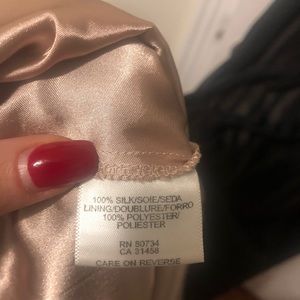 100% SILK/SOIE/SEDA
LINING/DOUBLURE/FORRO
100% POLYESTER/
POLIESTER
RN 80734
CA 31458
CARE ON REVERSE